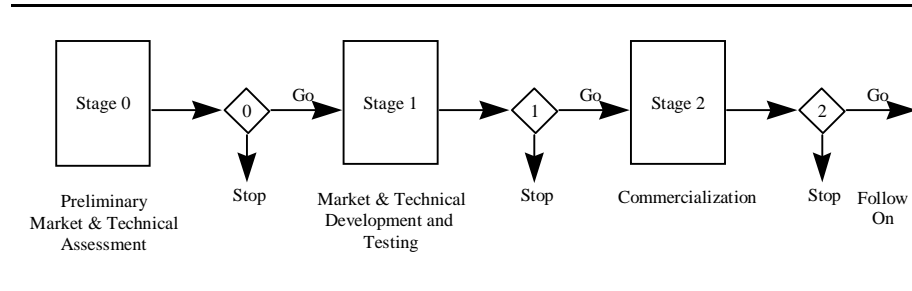 Stage 0
0
Go
Stage 1
1
Go
Stage 2
2
Go
Preliminary
Market & Technical
Assessment
Stop
Market & Technical
Development and
Testing
Stop
Commercialization
Stop
Follow
On